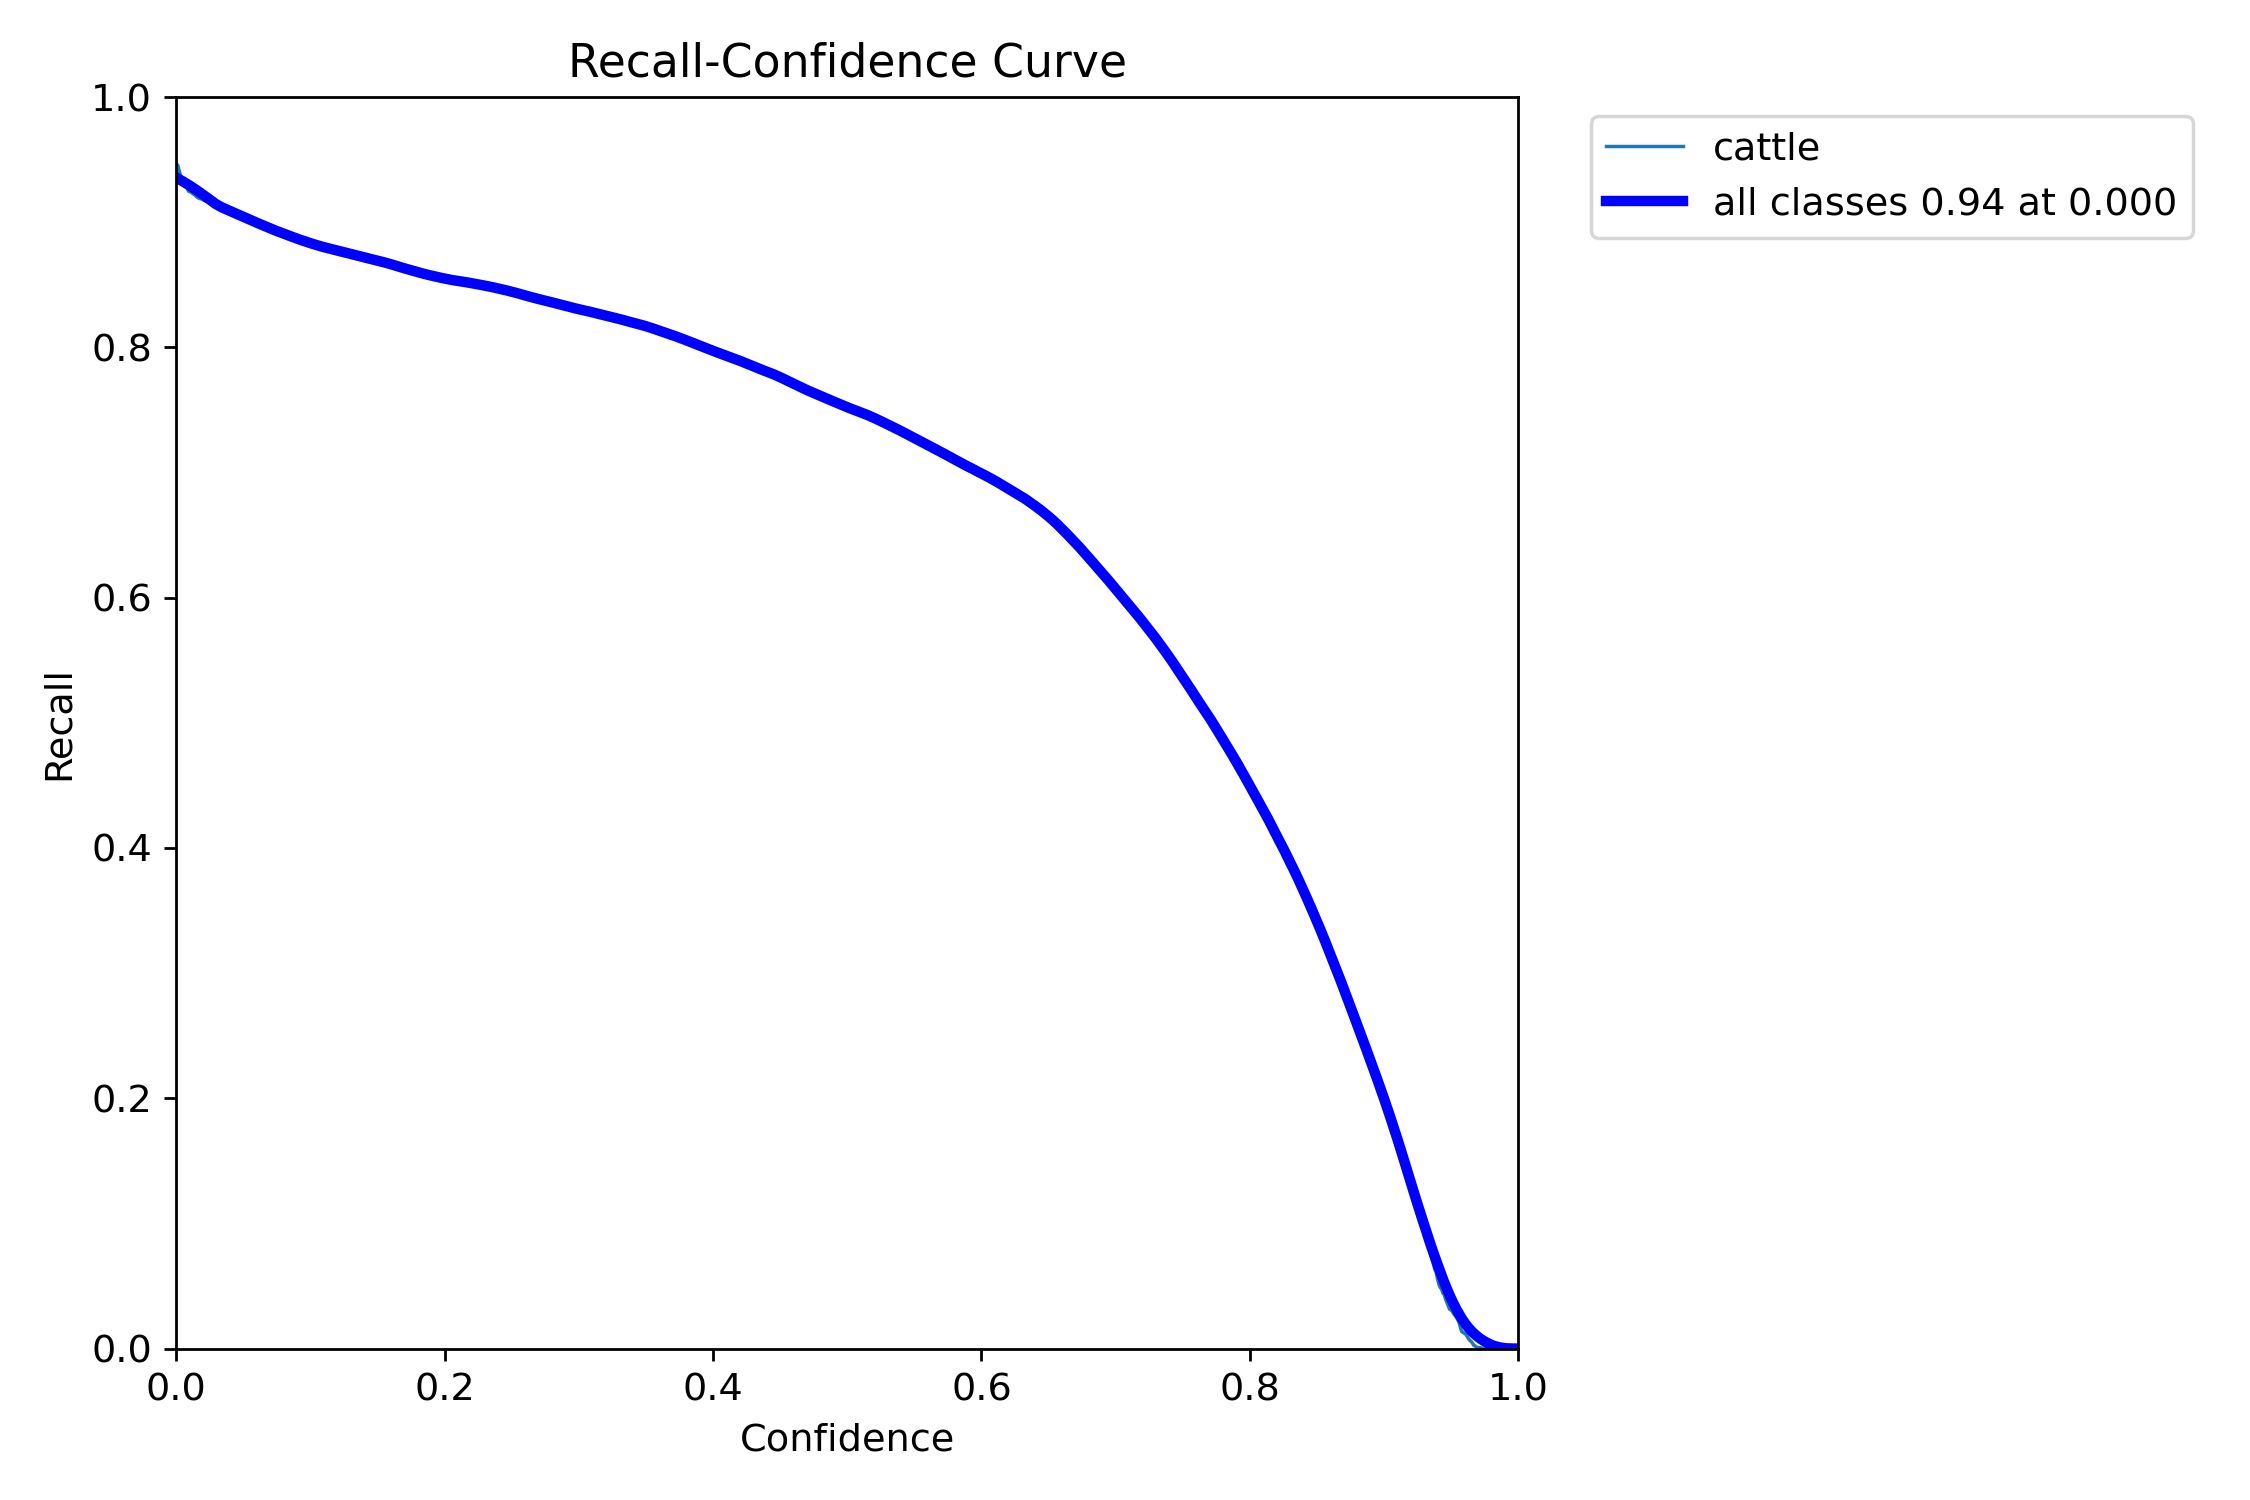 Recall-Confidence Curve
1.0
0.8
0.6
0.4
0.2
0.0
Recall
0.0 0.2 0.4 0.6 0.8 1.0
Confidence
cattle
all classes 0.94 at 0.000